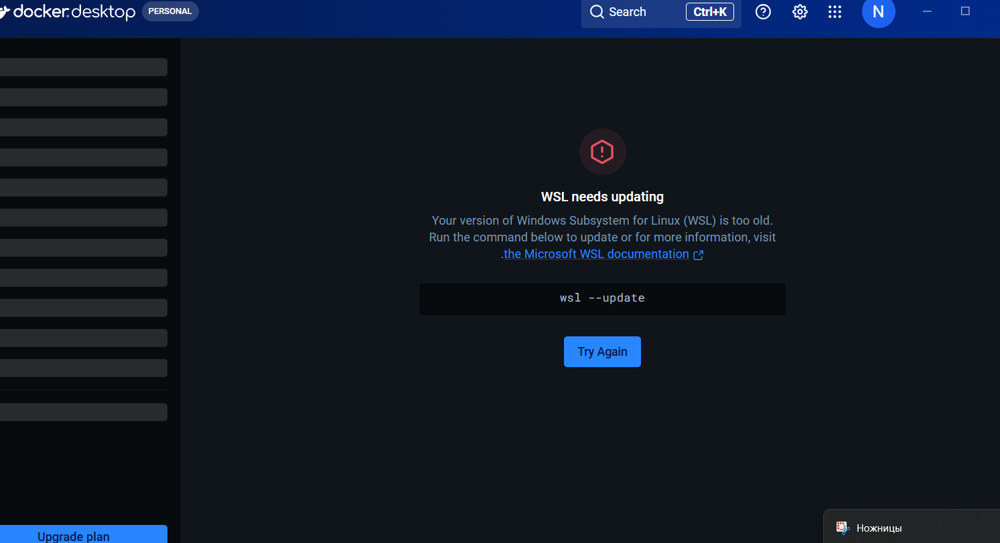 docker.desktop PERSONAL Search Ctrl+K N
WSL needs updating
Your version of Windows Subsystem for Linux (WSL) is too old.
Run the command below to update or for more information, visit
.the Microsoft WSL documentation
wsl --update
Try Again
Upgrade plan
Ножницы